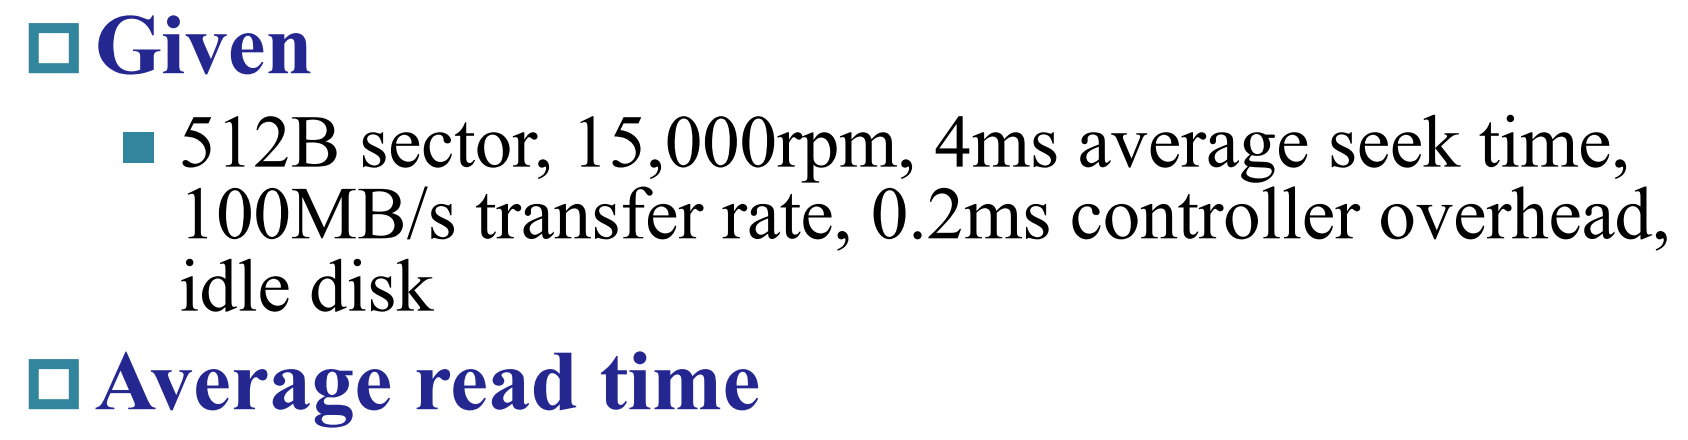 Given
512B sector, 15,000rpm, 4ms average seek time,
100MB/s transfer rate, 0.2ms controller overhead,
idle disk
Average read time